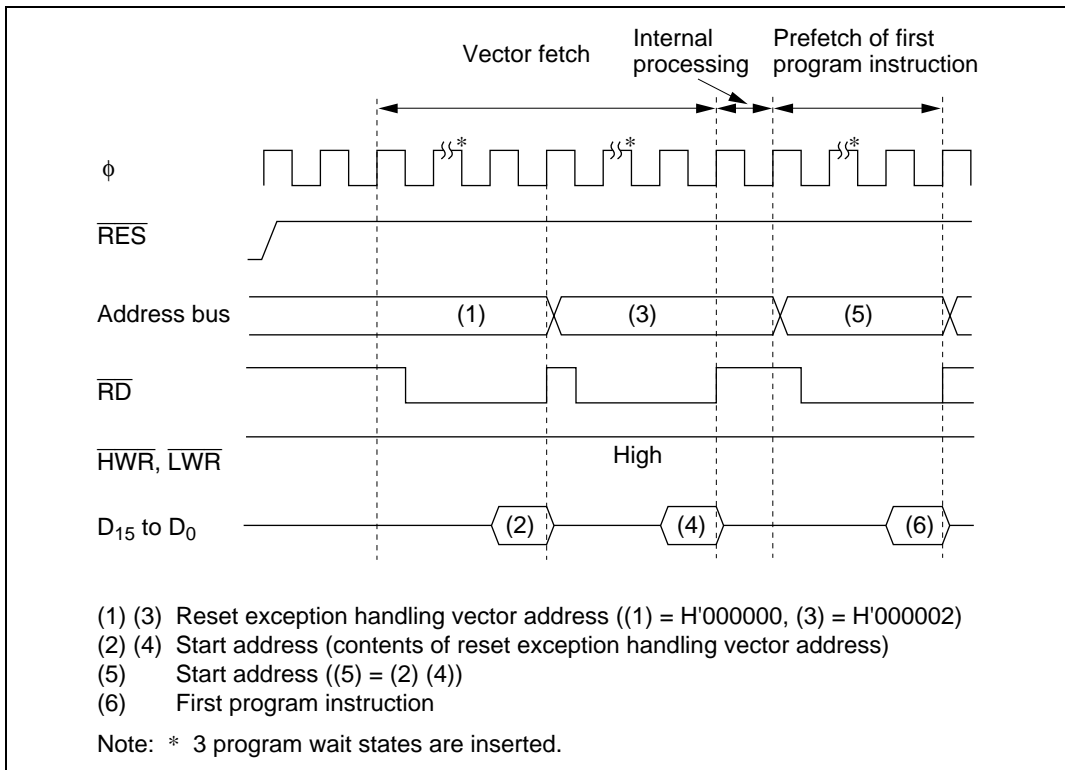 Vector fetch
Internal
processing
Prefetch of first
program instruction
*
*
*
ϕ
RES
Address bus
(1)
(3)
(5)
RD
HWR, LWR
High
D15 to D0
(2)
(4)
(6)
(1) (3) Reset exception handling vector address ((1) = H'000000, (3) = H'000002)
(2) (4) Start address (contents of reset exception handling vector address)
(5) Start address ((5) = (2) (4))
(6) First program instruction
Note: * 3 program wait states are inserted.